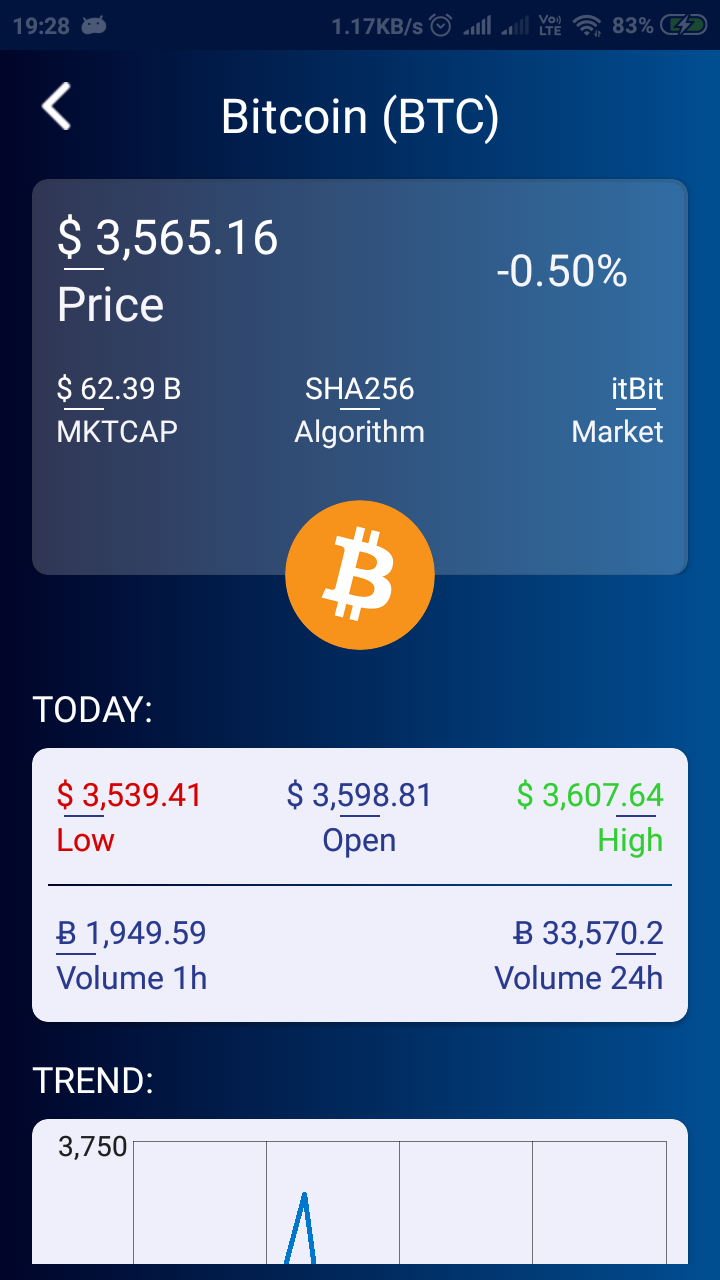 19:28 1.17KB/s Vo) LTE 83%
Bitcoin (BTC)
$ 3,565.16
-0.50%
Price
$ 62.39 B SHA256 itBit
MKTCAP Algorithm Market
TODAY:
$ 3,539.41 $ 3,598.81 $ 3,607.64
Low Open High
Ƀ 1,949.59 Ƀ 33,570.2
Volume 1h Volume 24h
TREND:
3,750